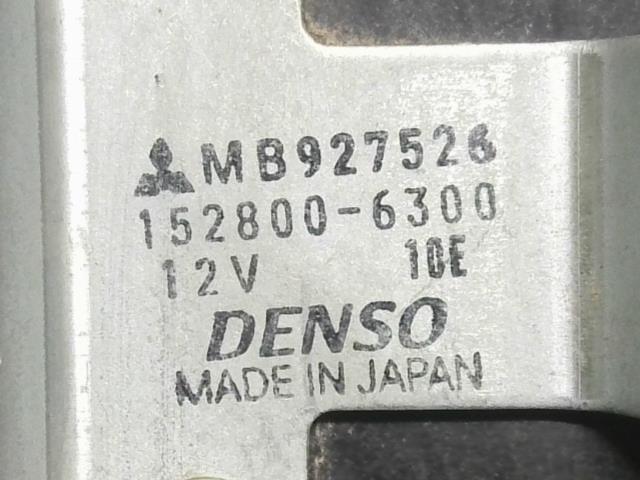 MB927526
152800-6300
12V 10E
DENSO
MADE IN JAPAN